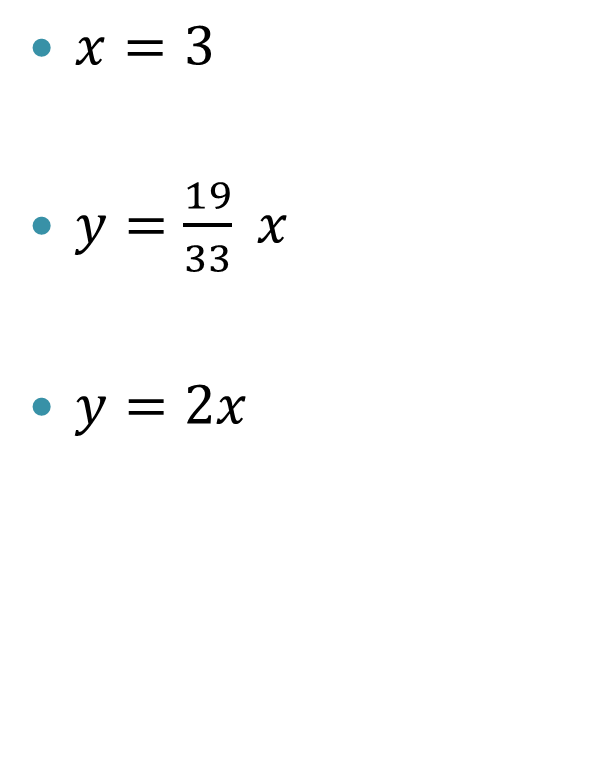 • x = 3
• y = 19/33 x
• y = 2x